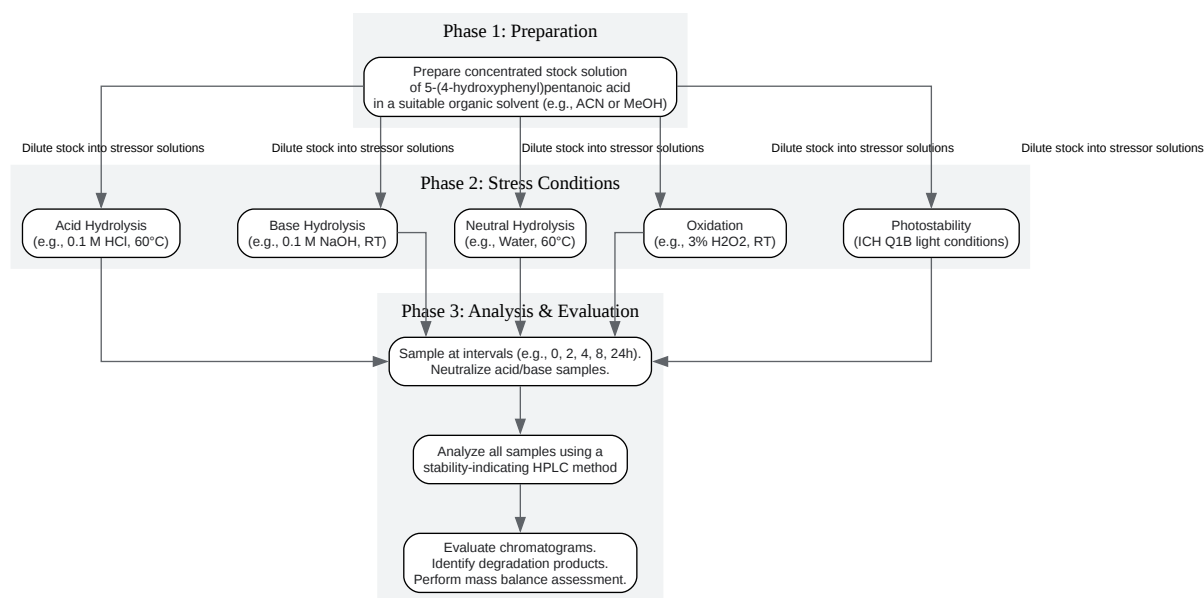 Phase 1: Preparation
Prepare concentrated stock solution
of 5-(4-hydroxyphenyl)pentanoic acid
in a suitable organic solvent (e.g., ACN or MeOH)
Dilute stock into stressor solutions
Dilute stock into stressor solutions
Dilute stock into stressor solutions
Dilute stock into stressor solutions
Dilute stock into stressor solutions
Phase 2: Stress Conditions
Acid Hydrolysis
(e.g., 0.1 M HCl, 60°C)
Base Hydrolysis
(e.g., 0.1 M NaOH, RT)
Neutral Hydrolysis
(e.g., Water, 60°C)
Oxidation
(e.g., 3% H2O2, RT)
Photostability
(ICH Q1B light conditions)
Phase 3: Analysis & Evaluation
Sample at intervals (e.g., 0, 2, 4, 8, 24h).
Neutralize acid/base samples.
Analyze all samples using a
stability-indicating HPLC method
Evaluate chromatograms.
Identify degradation products.
Perform mass balance assessment.